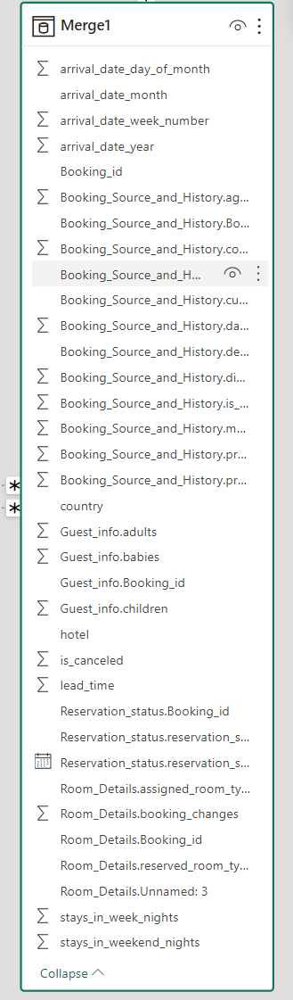 Merge1
arrival_date_day_of_month
arrival_date_month
arrival_date_week_number
arrival_date_year
Booking_id
Booking_Source_and_History.ag...
Booking_Source_and_History.Bo...
Booking_Source_and_History.co...
Booking_Source_and_H...
Booking_Source_and_History.cu...
Booking_Source_and_History.da...
Booking_Source_and_History.de...
Booking_Source_and_History.di...
Booking_Source_and_History.is_...
Booking_Source_and_History.m...
Booking_Source_and_History.pr...
Booking_Source_and_History.pr...
country
Guest_info.adults
Guest_info.babies
Guest_info.Booking_id
Guest_info.children
hotel
is_canceled
lead_time
Reservation_status.Booking_id
Reservation_status.reservation_s...
Reservation_status.reservation_s...
Room_Details.assigned_room_ty...
Room_Details.booking_changes
Room_Details.Booking_id
Room_Details.reserved_room_ty...
Room_Details.Unnamed: 3
stays_in_week_nights
stays_in_weekend_nights
Collapse